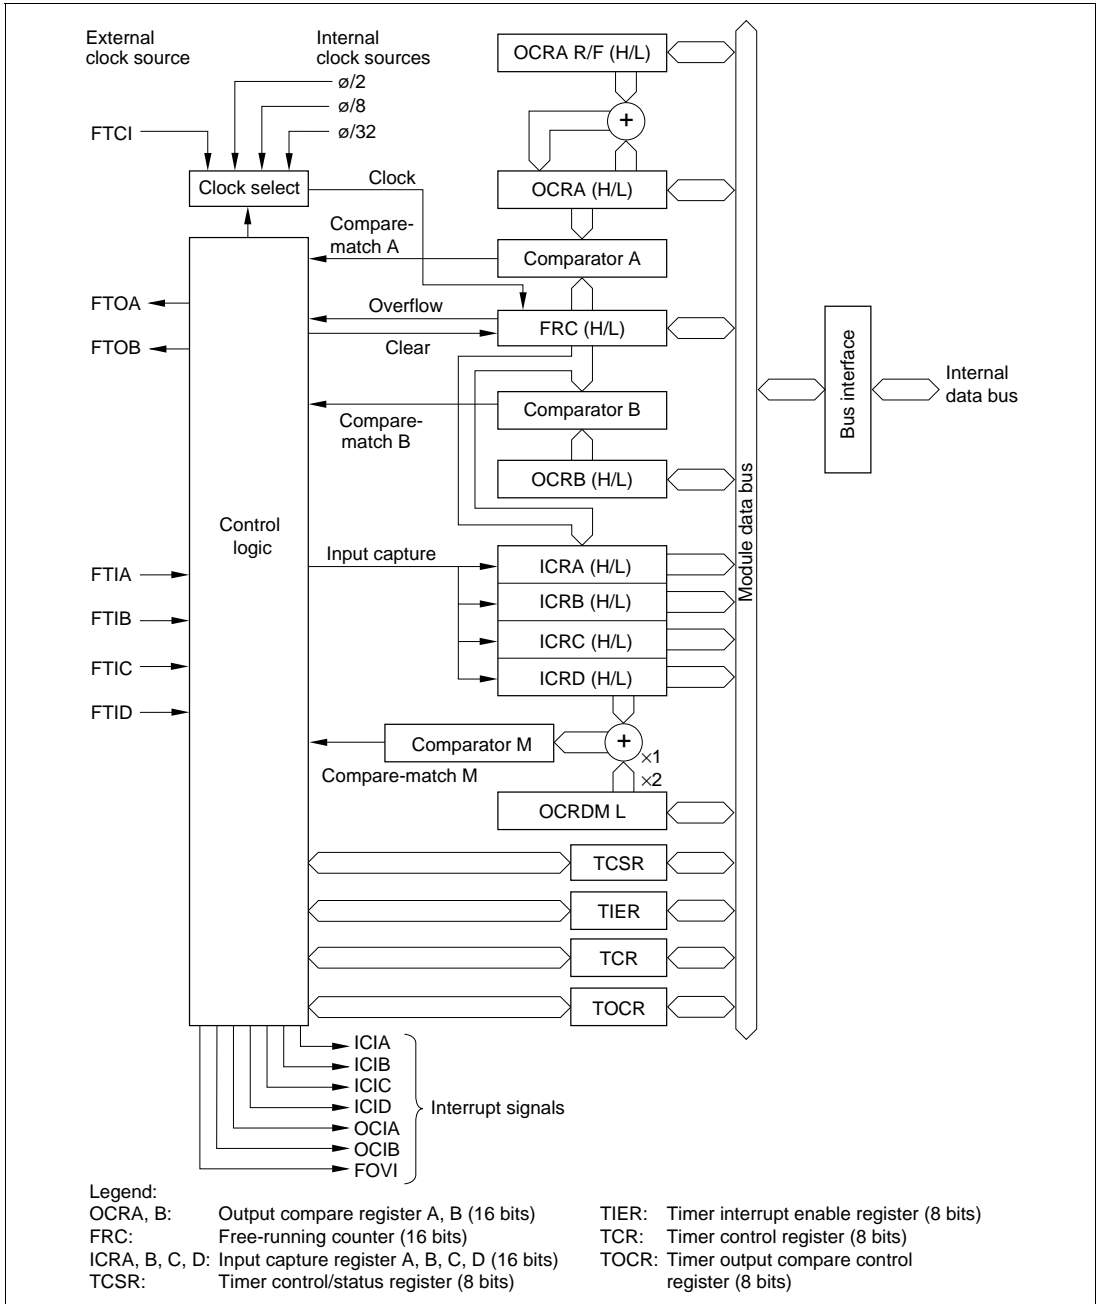 External
clock source
Internal
clock sources
ø/2
ø/8
ø/32
FTCI
Clock select
Clock
OCRA R/F (H/L)
+
OCRA (H/L)
Compare-
match A
Comparator A
FTOA
Overflow
FRC (H/L)
FTOB
Clear
Compare-
match B
Comparator B
OCRB (H/L)
Bus interface
Internal
data bus
Module data bus
Control
logic
Input capture
ICRA (H/L)
ICRB (H/L)
ICRC (H/L)
ICRD (H/L)
FTIA
FTIB
FTIC
FTID
+
×1
×2
Comparator M
Compare-match M
OCRDM L
TCSR
TIER
TCR
TOCR
ICIA
ICIB
ICIC
ICID
OCIA
OCIB
FOVI
Interrupt signals
Legend:
OCRA, B: Output compare register A, B (16 bits)
FRC: Free-running counter (16 bits)
ICRA, B, C, D: Input capture register A, B, C, D (16 bits)
TCSR: Timer control/status register (8 bits)
TIER: Timer interrupt enable register (8 bits)
TCR: Timer control register (8 bits)
TOCR: Timer output compare control
register (8 bits)